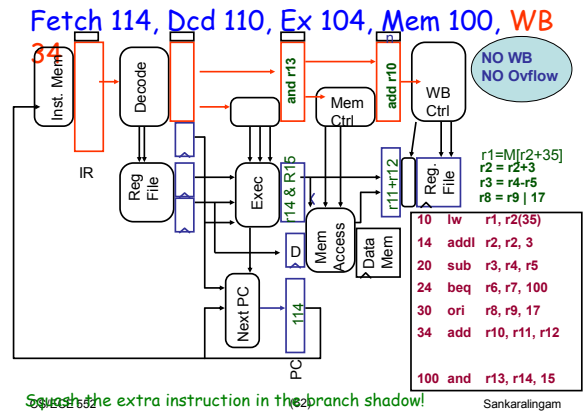 Fetch 114, Dcd 110, Ex 104, Mem 100, WB
34
NO WB
NO Ovflow
Inst. Mem
Decode
and r13
Mem
Ctrl
add r10
WB
Ctrl
IR
Reg
File
Exec
r14 & R15
r11+r12
Reg.
File
r1=M[r2+35]
r2 = r2+3
r3 = r4-r5
r8 = r9 | 17
D
Mem
Access
Data
Mem
Next PC
114
PC
10 lw r1, r2(35)
14 addI r2, r2, 3
20 sub r3, r4, r5
24 beq r6, r7, 100
30 ori r8, r9, 17
34 add r10, r11, r12
100 and r13, r14, 15
Squash the extra instruction in the branch shadow!
CS/ECE 552
(62)
Sankaralingam